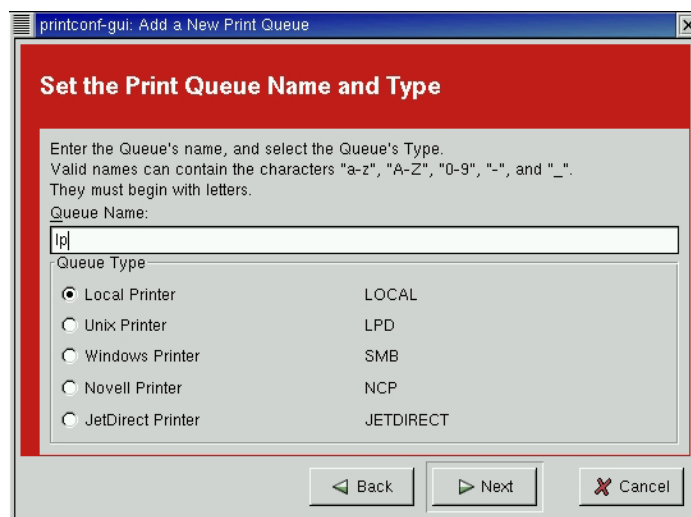 printconf-gui: Add a New Print Queue
Set the Print Queue Name and Type
Enter the Queue's name, and select the Queue's Type.
Valid names can contain the characters "a-z", "A-Z", "0-9", "-", and "_".
They must begin with letters.
Queue Name:
lp
Queue Type
Local Printer LOCAL
Unix Printer LPD
Windows Printer SMB
Novell Printer NCP
JetDirect Printer JETDIRECT
Back Next Cancel